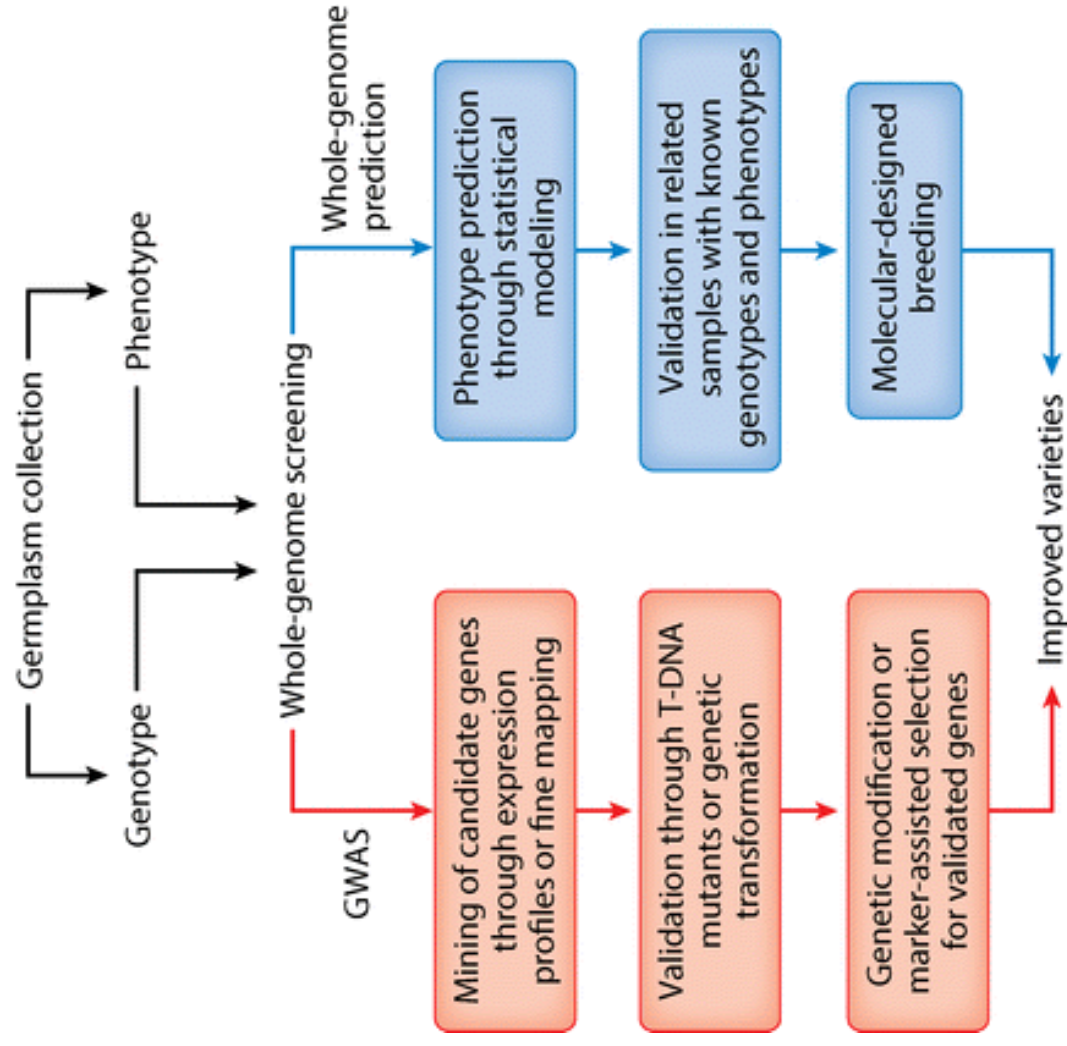 Germplasm collection
Genotype
Phenotype
Whole-genome screening
GWAS
Whole-genome
prediction
Mining of candidate genes
through expression
profiles or fine mapping
Phenotype prediction
through statistical
modeling
Validation through T-DNA
mutants or genetic
transformation
Validation in related
samples with known
genotypes and phenotypes
Genetic modification or
marker-assisted selection
for validated genes
Molecular-designed
breeding
Improved varieties